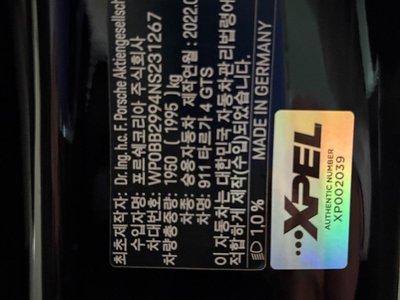 최초제작자: Dr. Ing. h.c. F. Porsche Aktiengesellsch
수입자명: 포르쉐코리아 주식회사
차대번호: WP0BB2994NS231267
차량총중량: 1950 ( 1995 ) kg
차종: 승용자동차 제작연월: 2022.0
차명: 911 타르가 4 GTS
이 자동차는 대한민국 자동차관리법령에
적합하게 제작(수입)되었습니다.
1,0% MADE IN GERMANY
XPEL
AUTHENTIC NUMBER
XP002039